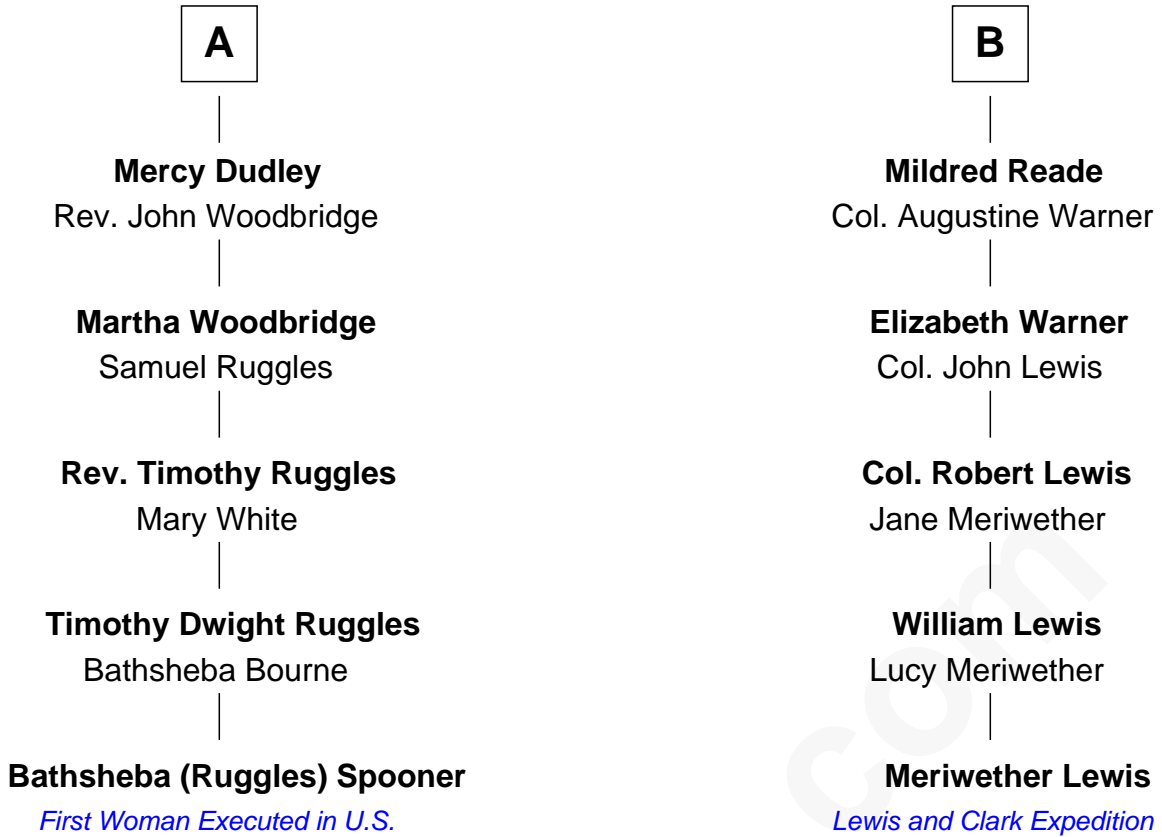 A
Mercy Dudley
Rev. John Woodbridge
Martha Woodbridge
Samuel Ruggles
Rev. Timothy Ruggles
Mary White
Timothy Dwight Ruggles
Bathsheba Bourne
Bathsheba (Ruggles) Spooner
First Woman Executed in U.S.
B
Mildred Reade
Col. Augustine Warner
Elizabeth Warner
Col. John Lewis
Col. Robert Lewis
Jane Meriwether
William Lewis
Lucy Meriwether
Meriwether Lewis
Lewis and Clark Expedition
com